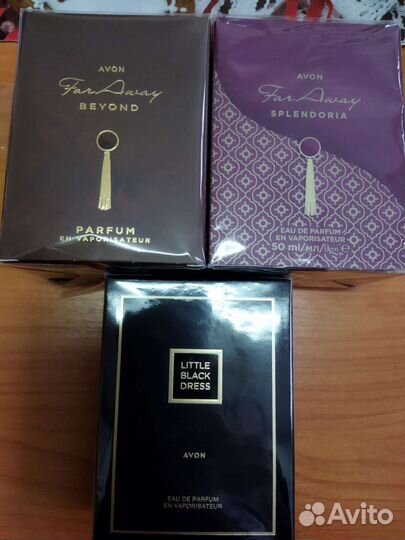 AVON
Far Away
BEYOND
PARFUM
EN VAPORISATEUR
AVON
Far Away
SPLENDORIA
EAU DE PARFUM
EN VAPORISATEUR
50 ml/мл/
LITTLE
BLACK
DRESS
AVON
EAU DE PARFUM
EN VAPORISATEUR
Avito